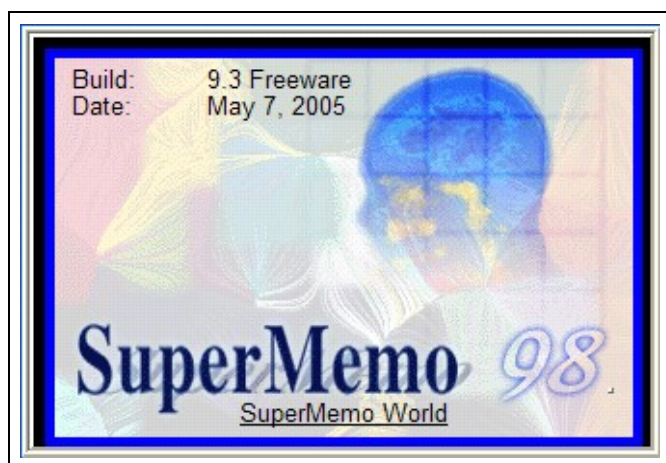 Build: 9.3 Freeware
Date: May 7, 2005
SuperMemo 98
SuperMemo World